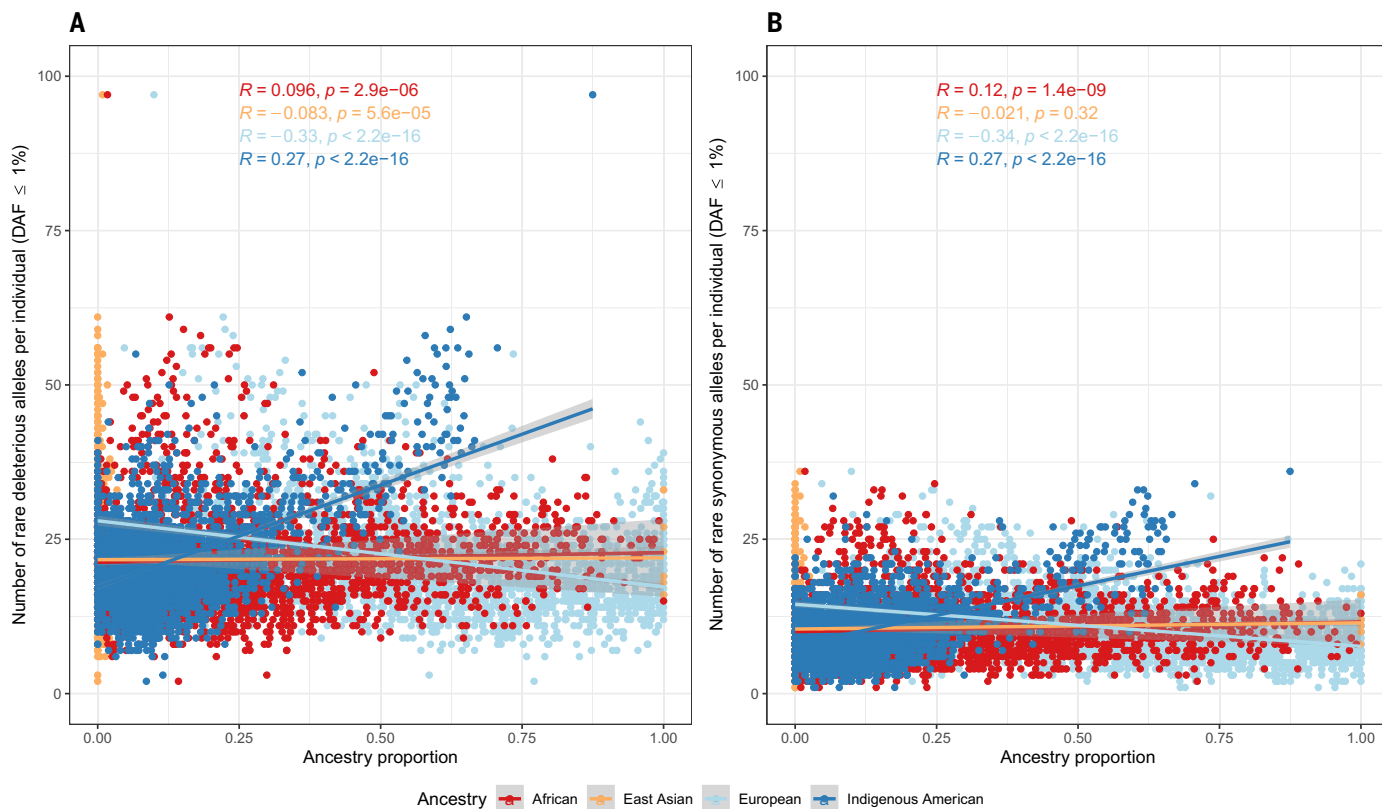 A
Number of rare deleterious alleles per individual (DAF ≤ 1%)
100
75
50
25
0
R = 0.096, p = 2.9e−06
R = −0.083, p = 5.6e−05
R = −0.33, p < 2.2e−16
R = 0.27, p < 2.2e−16
0.00 0.25 0.50 0.75 1.00
Ancestry proportion
B
Number of rare synonymous alleles per individual (DAF ≤ 1%)
100
75
50
25
0
R = 0.12, p = 1.4e−09
R = −0.021, p = 0.32
R = −0.34, p < 2.2e−16
R = 0.27, p < 2.2e−16
0.00 0.25 0.50 0.75 1.00
Ancestry proportion
Ancestry a African a East Asian a European a Indigenous American